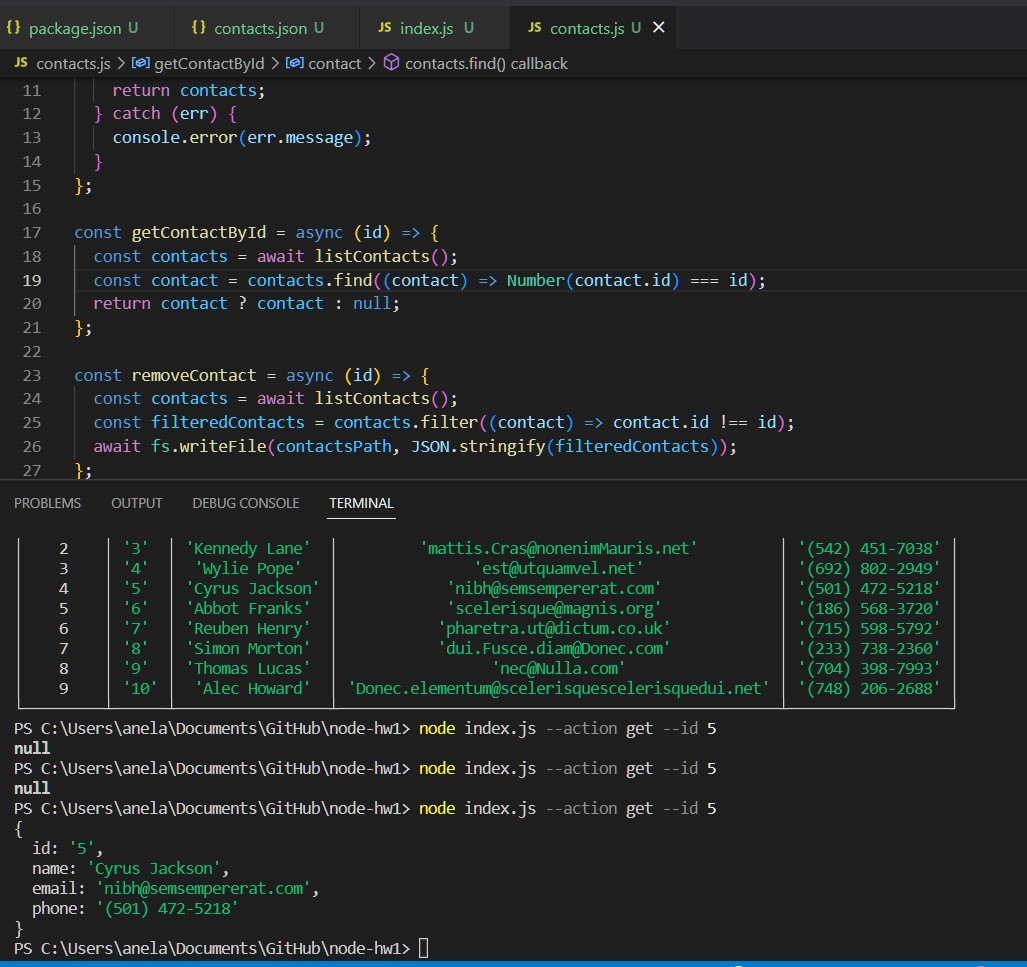 {} package.json U {} contacts.json U JS index.js U JS contacts.js U ×
JS contacts.js > getContactById > contact > contacts.find() callback
11 return contacts;
12 } catch (err) {
13 console.error(err.message);
14 }
15 };
16
17 const getContactById = async (id) => {
18 const contacts = await listContacts();
19 const contact = contacts.find((contact) => Number(contact.id) === id);
20 return contact ? contact : null;
21 };
22
23 const removeContact = async (id) => {
24 const contacts = await listContacts();
25 const filteredContacts = contacts.filter((contact) => contact.id !== id);
26 await fs.writeFile(contactsPath, JSON.stringify(filteredContacts));
27 };
PROBLEMS OUTPUT DEBUG CONSOLE TERMINAL
2 '3' 'Kennedy Lane' 'mattis.Cras@nonenimMauris.net' '(542) 451-7038'
3 '4' 'Wylie Pope' 'est@utquamvel.net' '(692) 802-2949'
4 '5' 'Cyrus Jackson' 'nibh@semsempererat.com' '(501) 472-5218'
5 '6' 'Abbot Franks' 'scelerisque@magnis.org' '(186) 568-3720'
6 '7' 'Reuben Henry' 'pharetra.ut@dictum.co.uk' '(715) 598-5792'
7 '8' 'Simon Morton' 'dui.Fusce.diam@Donec.com' '(233) 738-2360'
8 '9' 'Thomas Lucas' 'nec@Nulla.com' '(704) 398-7993'
9 '10' 'Alec Howard' 'Donec.elementum@scelerisquescelerisquedui.net' '(748) 206-2688'
PS C:\Users\anela\Documents\GitHub\node-hw1> node index.js --action get --id 5
null
PS C:\Users\anela\Documents\GitHub\node-hw1> node index.js --action get --id 5
null
PS C:\Users\anela\Documents\GitHub\node-hw1> node index.js --action get --id 5
{
id: '5',
name: 'Cyrus Jackson',
email: 'nibh@semsempererat.com',
phone: '(501) 472-5218'
}
PS C:\Users\anela\Documents\GitHub\node-hw1>